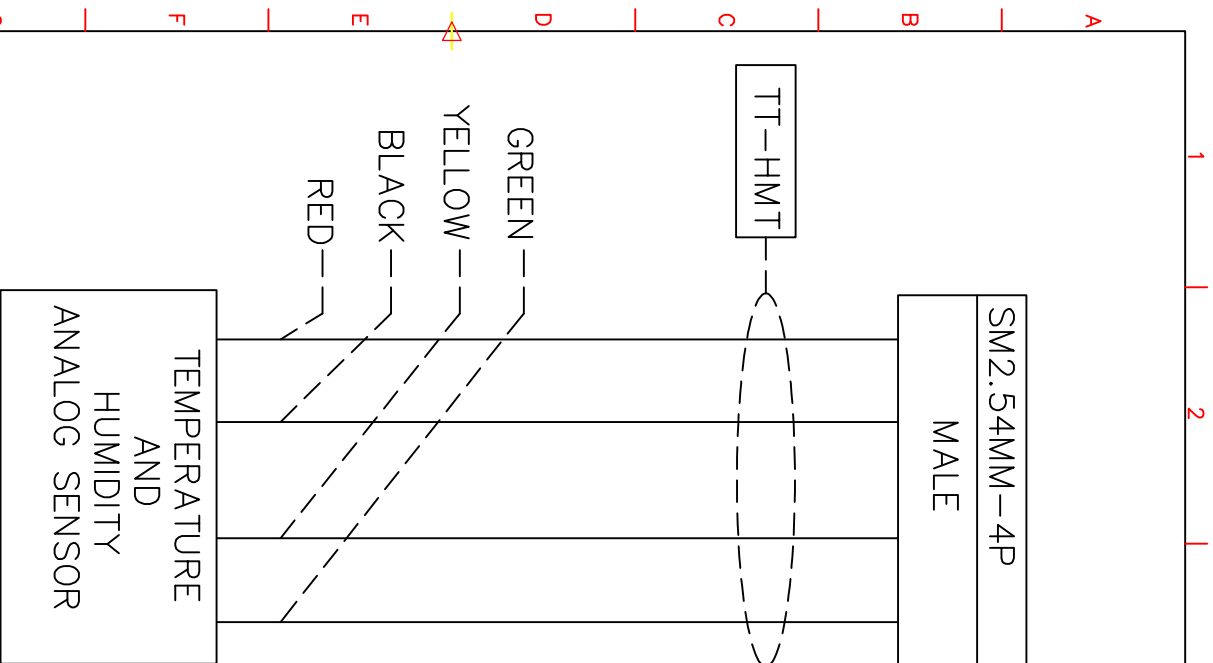 A
B
C
D
E
F
1
2
SM2.54MM-4P
MALE
TT-HMT
GREEN
YELLOW
BLACK
RED
TEMPERATURE
AND
HUMIDITY
ANALOG SENSOR